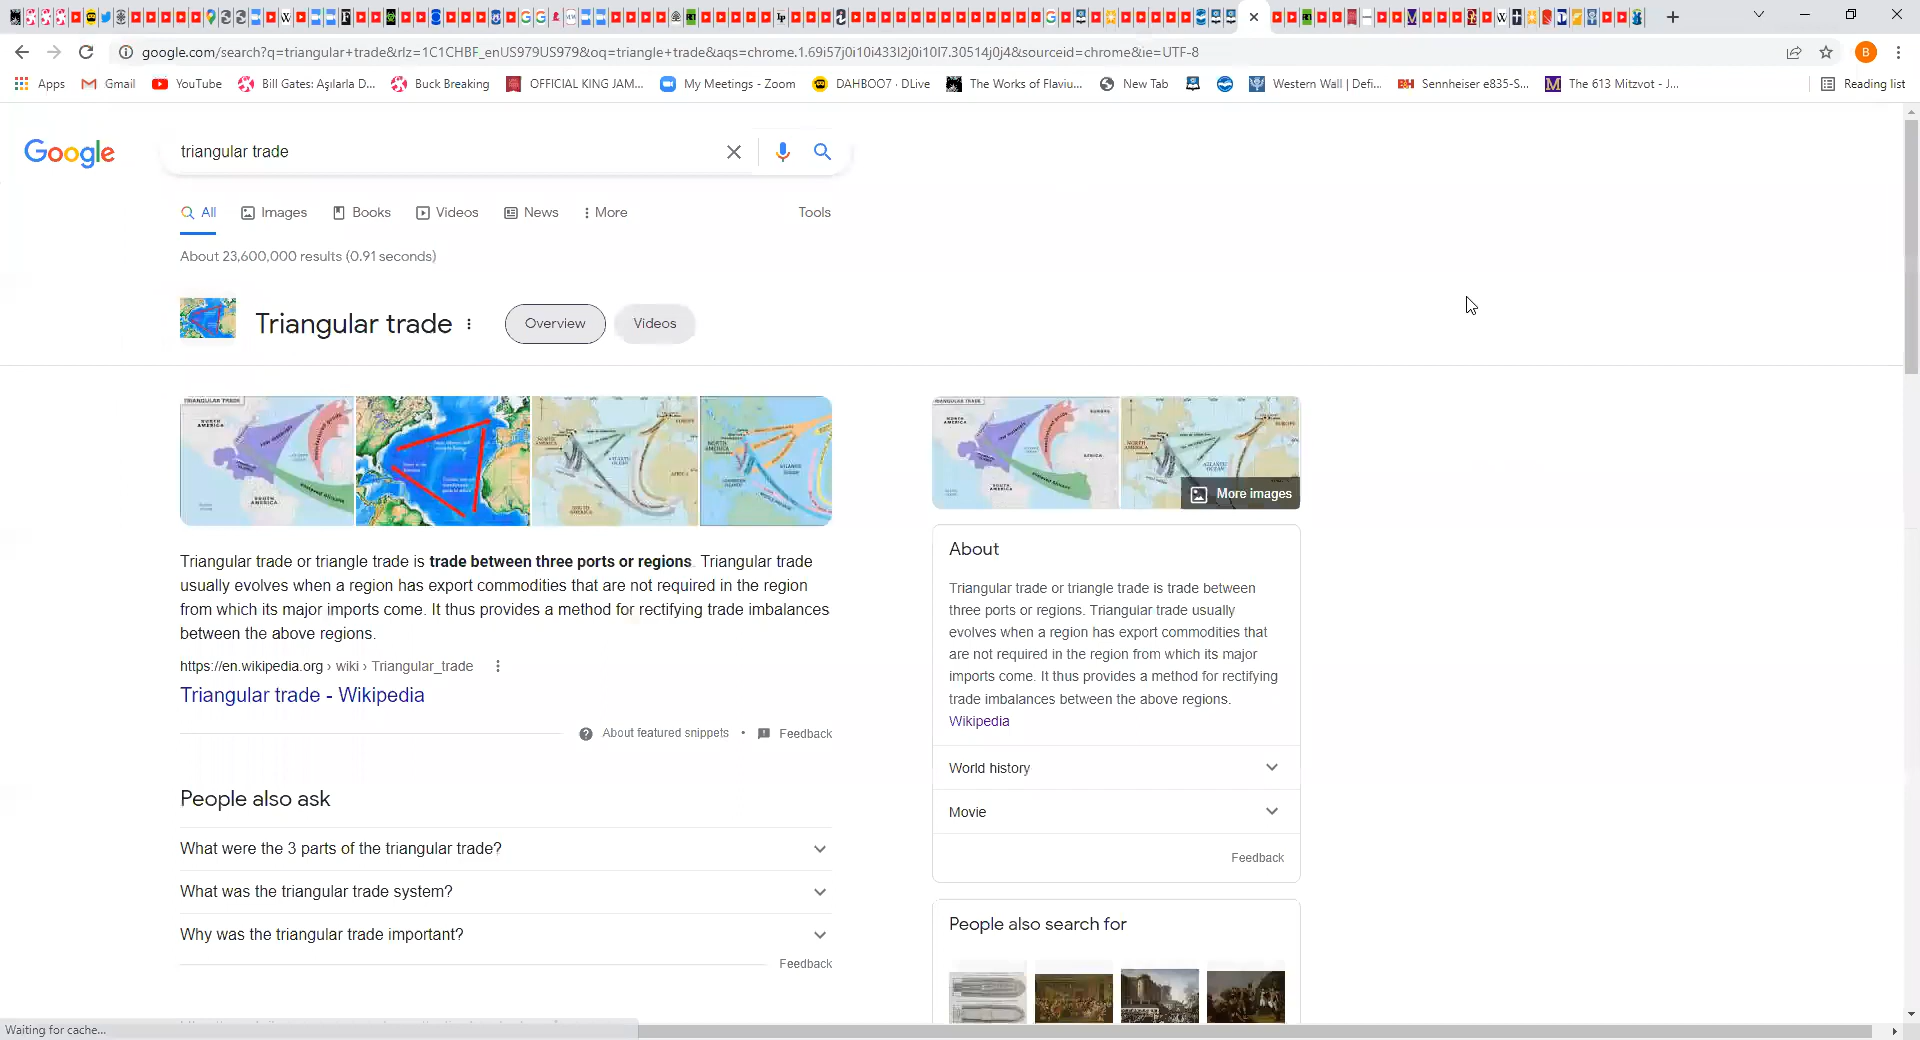 google.com/search?q=triangular+trade&rlz=1C1CHBF_enUS979US979&oq=triangle+trade&aqs=chrome.1.69i57j0i10i433l2j0i10l7.30514j0j4&sourceid=chrome&ie=UTF-8
B
Apps Gmail YouTube Bill Gates: Aşılarla D... Buck Breaking OFFICIAL KING JAM... My Meetings - Zoom DAHBOO7 · DLive The Works of Flaviu... New Tab Western Wall | Defi... Sennheiser e835-S... The 613 Mitzvot - J... Reading list
Google
triangular trade
All Images Books Videos News More Tools
About 23,600,000 results (0.91 seconds)
Triangular trade Overview Videos
TRIANGULAR TRADE
NORTH AMERICA
SOUTH AMERICA
More images
Triangular trade or triangle trade is trade between three ports or regions. Triangular trade
usually evolves when a region has export commodities that are not required in the region
from which its major imports come. It thus provides a method for rectifying trade imbalances
between the above regions.
https://en.wikipedia.org › wiki › Triangular_trade
Triangular trade - Wikipedia
About featured snippets • Feedback
People also ask
What were the 3 parts of the triangular trade?
What was the triangular trade system?
Why was the triangular trade important?
Feedback
About
Triangular trade or triangle trade is trade between
three ports or regions. Triangular trade usually
evolves when a region has export commodities that
are not required in the region from which its major
imports come. It thus provides a method for rectifying
trade imbalances between the above regions.
Wikipedia
World history
Movie
Feedback
People also search for
Waiting for cache...